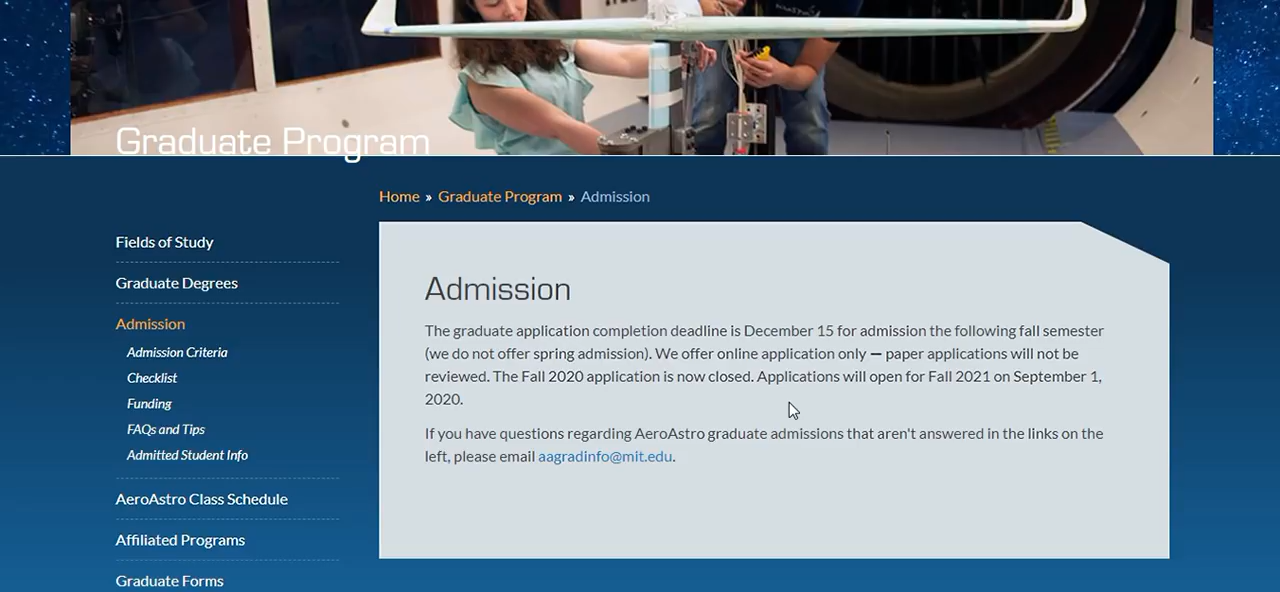 Graduate Program
Home » Graduate Program » Admission
Fields of Study
Graduate Degrees
Admission
Admission Criteria
Checklist
Funding
FAQs and Tips
Admitted Student Info
AeroAstro Class Schedule
Affiliated Programs
Graduate Forms
Admission
The graduate application completion deadline is December 15 for admission the following fall semester
(we do not offer spring admission). We offer online application only — paper applications will not be
reviewed. The Fall 2020 application is now closed. Applications will open for Fall 2021 on September 1,
2020.
If you have questions regarding AeroAstro graduate admissions that aren't answered in the links on the
left, please email aagradinfo@mit.edu.